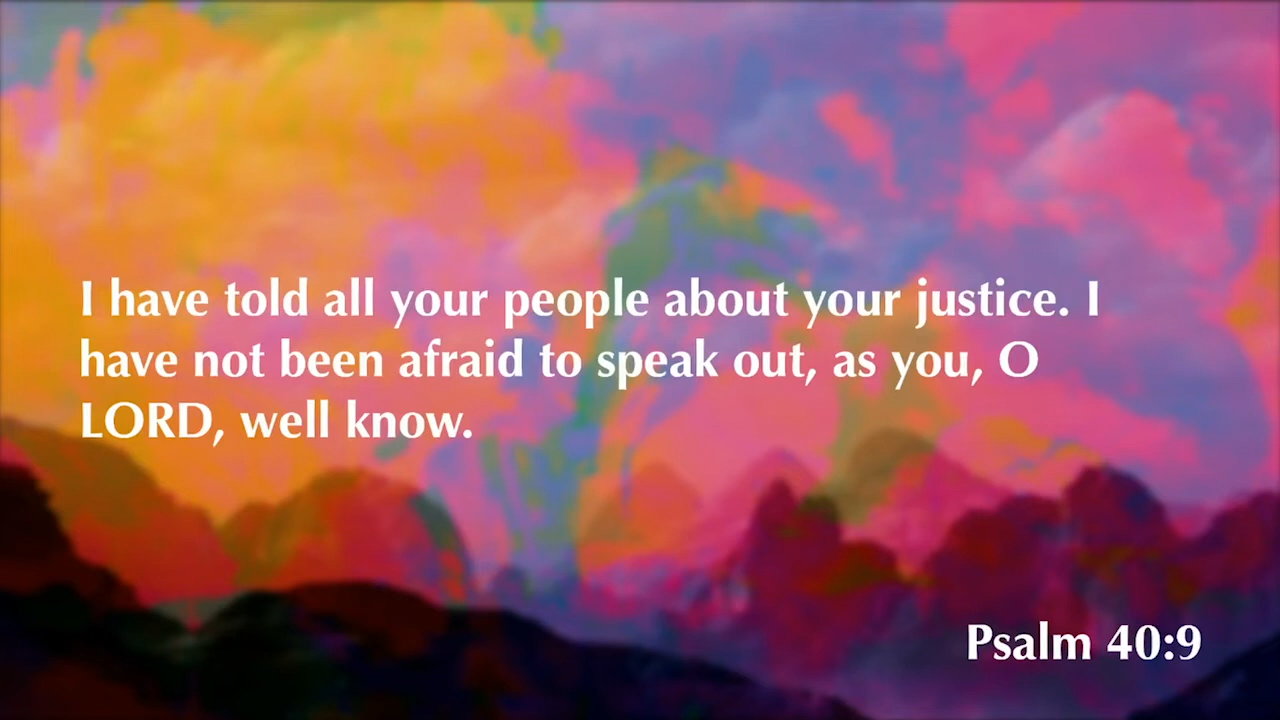 I have told all your people about your justice. I
have not been afraid to speak out, as you, O
LORD, well know.
Psalm 40:9